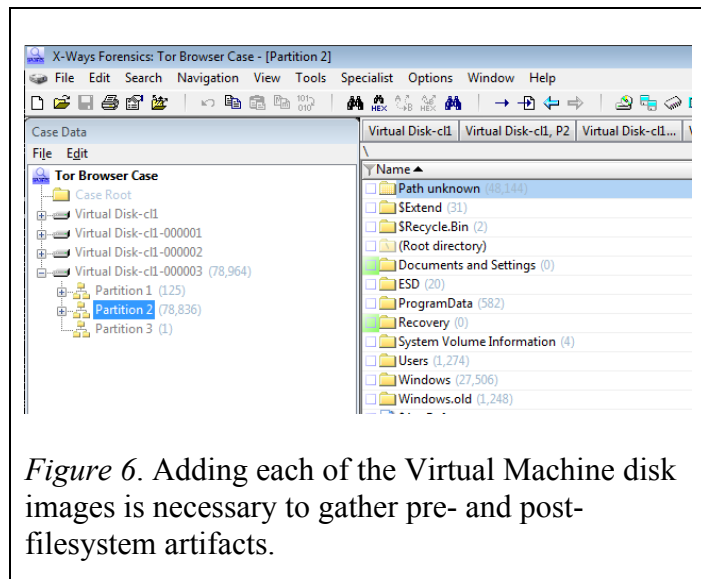 X-Ways Forensics: Tor Browser Case - [Partition 2]
File Edit Search Navigation View Tools Specialist Options Window Help
Case Data
File Edit
Tor Browser Case
Case Root
Virtual Disk-cl1
Virtual Disk-cl1-000001
Virtual Disk-cl1-000002
Virtual Disk-cl1-000003 (78,964)
Partition 1 (125)
Partition 2 (78,836)
Partition 3 (1)
Virtual Disk-cl1 Virtual Disk-cl1, P2 Virtual Disk-cl1...
\
Name
Path unknown (48,144)
$Extend (31)
$Recycle.Bin (2)
(Root directory)
Documents and Settings (0)
ESD (20)
ProgramData (582)
Recovery (0)
System Volume Information (4)
Users (1,274)
Windows (27,506)
Windows.old (1,248)
Figure 6. Adding each of the Virtual Machine disk
images is necessary to gather pre- and post-
filesystem artifacts.